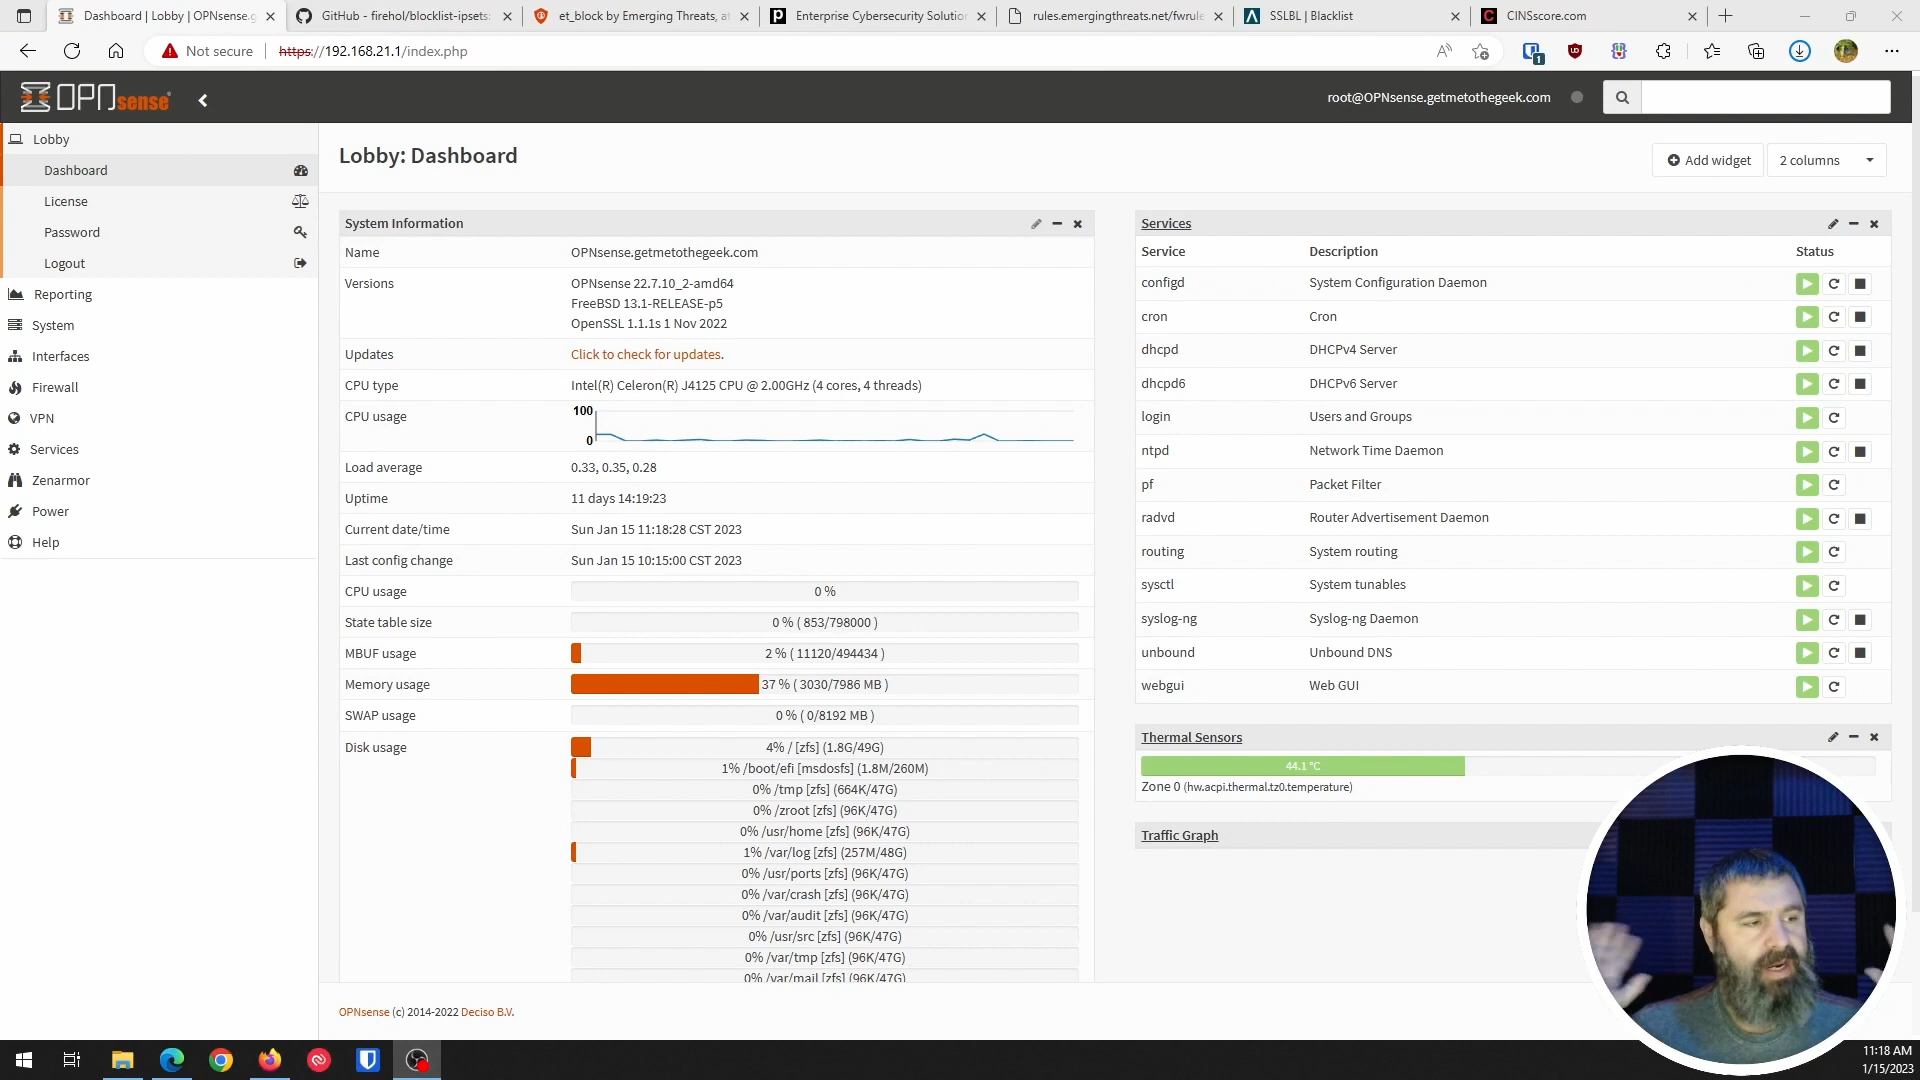 Dashboard | Lobby | OPNsense.g
GitHub - firehol/blocklist-ipsets:
et_block by Emerging Threats, a
Enterprise Cybersecurity Solution
rules.emergingthreats.net/fwrule
SSLBL | Blacklist
CINSscore.com
Not secure
https://192.168.21.1/index.php
1
OPNsense
root@OPNsense.getmetothegeek.com
Lobby
Dashboard
License
Password
Logout
Reporting
System
Interfaces
Firewall
VPN
Services
Zenarmor
Power
Help
Lobby: Dashboard
Add widget
2 columns
System Information
Name OPNsense.getmetothegeek.com
Versions OPNsense 22.7.10_2-amd64
FreeBSD 13.1-RELEASE-p5
OpenSSL 1.1.1s 1 Nov 2022
Updates Click to check for updates.
CPU type Intel(R) Celeron(R) J4125 CPU @ 2.00GHz (4 cores, 4 threads)
CPU usage 100
0
Load average 0.33, 0.35, 0.28
Uptime 11 days 14:19:23
Current date/time Sun Jan 15 11:18:28 CST 2023
Last config change Sun Jan 15 10:15:00 CST 2023
CPU usage 0 %
State table size 0 % ( 853/798000 )
MBUF usage 2 % ( 11120/494434 )
Memory usage 37 % ( 3030/7986 MB )
SWAP usage 0 % ( 0/8192 MB )
Disk usage 4% / [zfs] (1.8G/49G)
1% /boot/efi [msdosfs] (1.8M/260M)
0% /tmp [zfs] (664K/47G)
0% /zroot [zfs] (96K/47G)
0% /usr/home [zfs] (96K/47G)
1% /var/log [zfs] (257M/48G)
0% /usr/ports [zfs] (96K/47G)
0% /var/crash [zfs] (96K/47G)
0% /var/audit [zfs] (96K/47G)
0% /usr/src [zfs] (96K/47G)
0% /var/tmp [zfs] (96K/47G)
0% /var/mail [zfs] (96K/47G)
Services
Service Description Status
configd System Configuration Daemon
cron Cron
dhcpd DHCPv4 Server
dhcpd6 DHCPv6 Server
login Users and Groups
ntpd Network Time Daemon
pf Packet Filter
radvd Router Advertisement Daemon
routing System routing
sysctl System tunables
syslog-ng Syslog-ng Daemon
unbound Unbound DNS
webgui Web GUI
Thermal Sensors
44.1 °C
Zone 0 (hw.acpi.thermal.tz0.temperature)
Traffic Graph
OPNsense (c) 2014-2022 Deciso B.V.
11:18 AM
1/15/2023